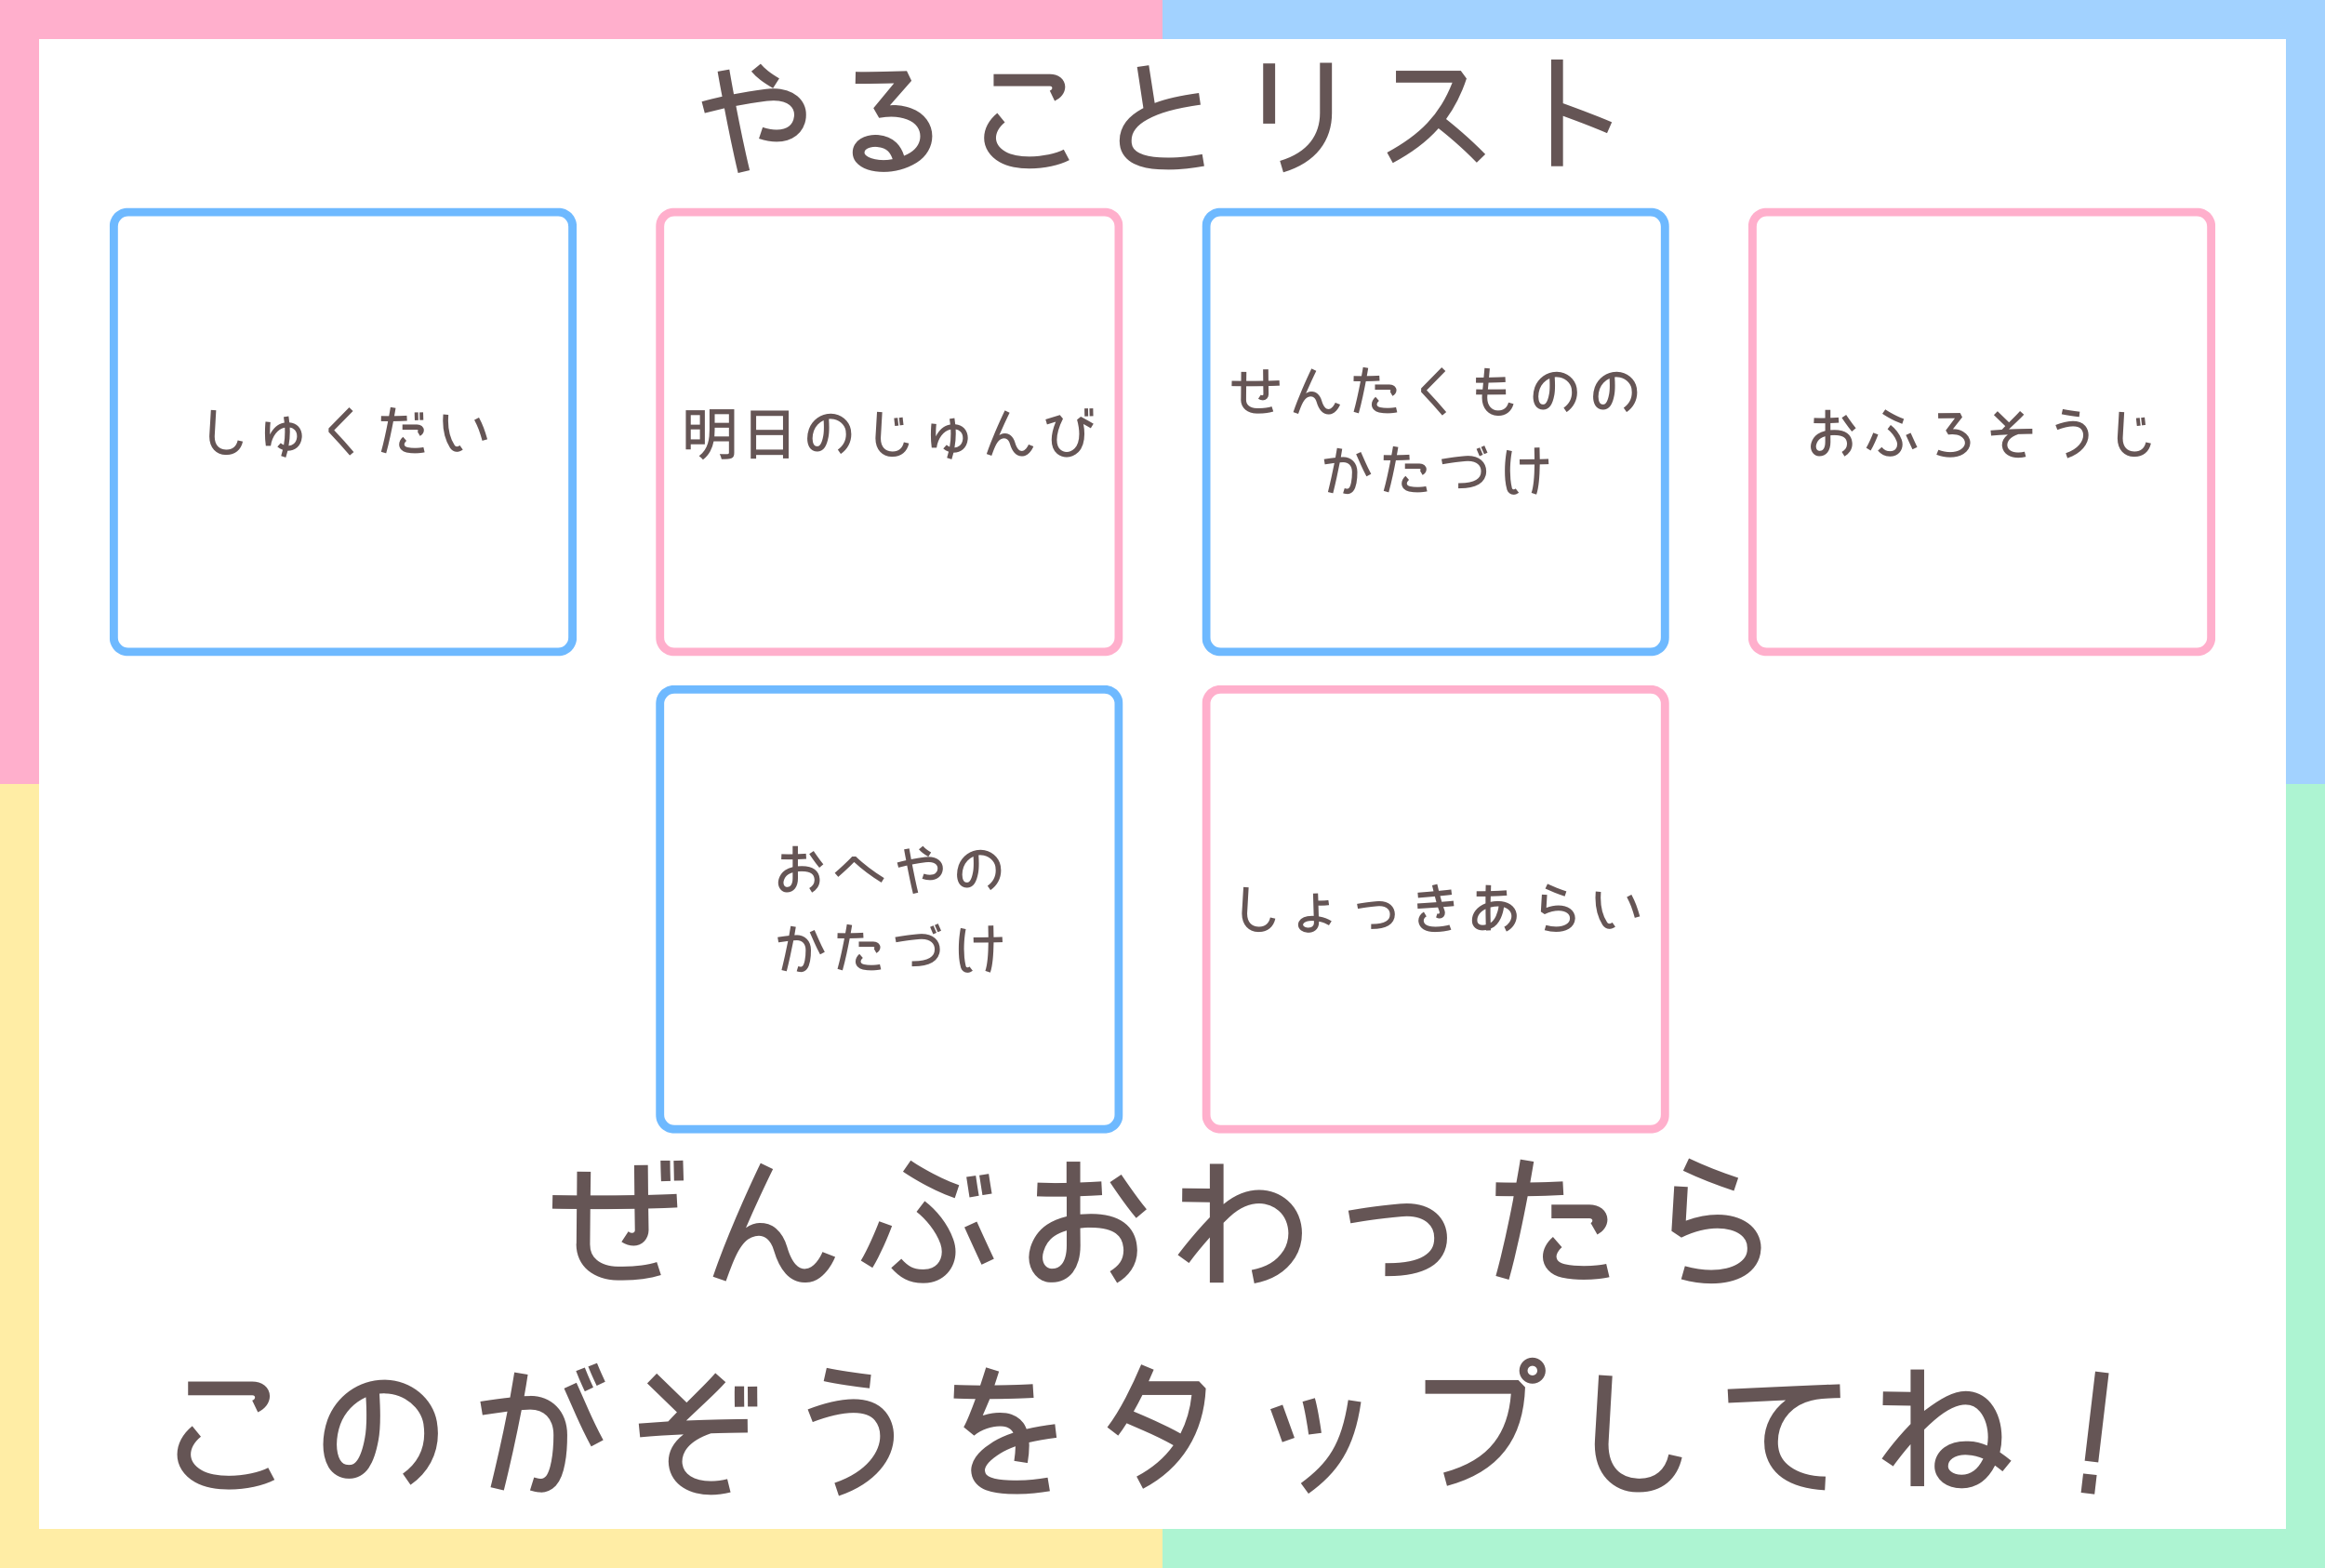 やることリスト
しゅくだい
明日のじゅんび
せんたくもの
かたづけ
おふろそうじ
おへやの
かたづけ
しょっきあらい
ぜんぶおわったら
このがぞうをタップしてね！